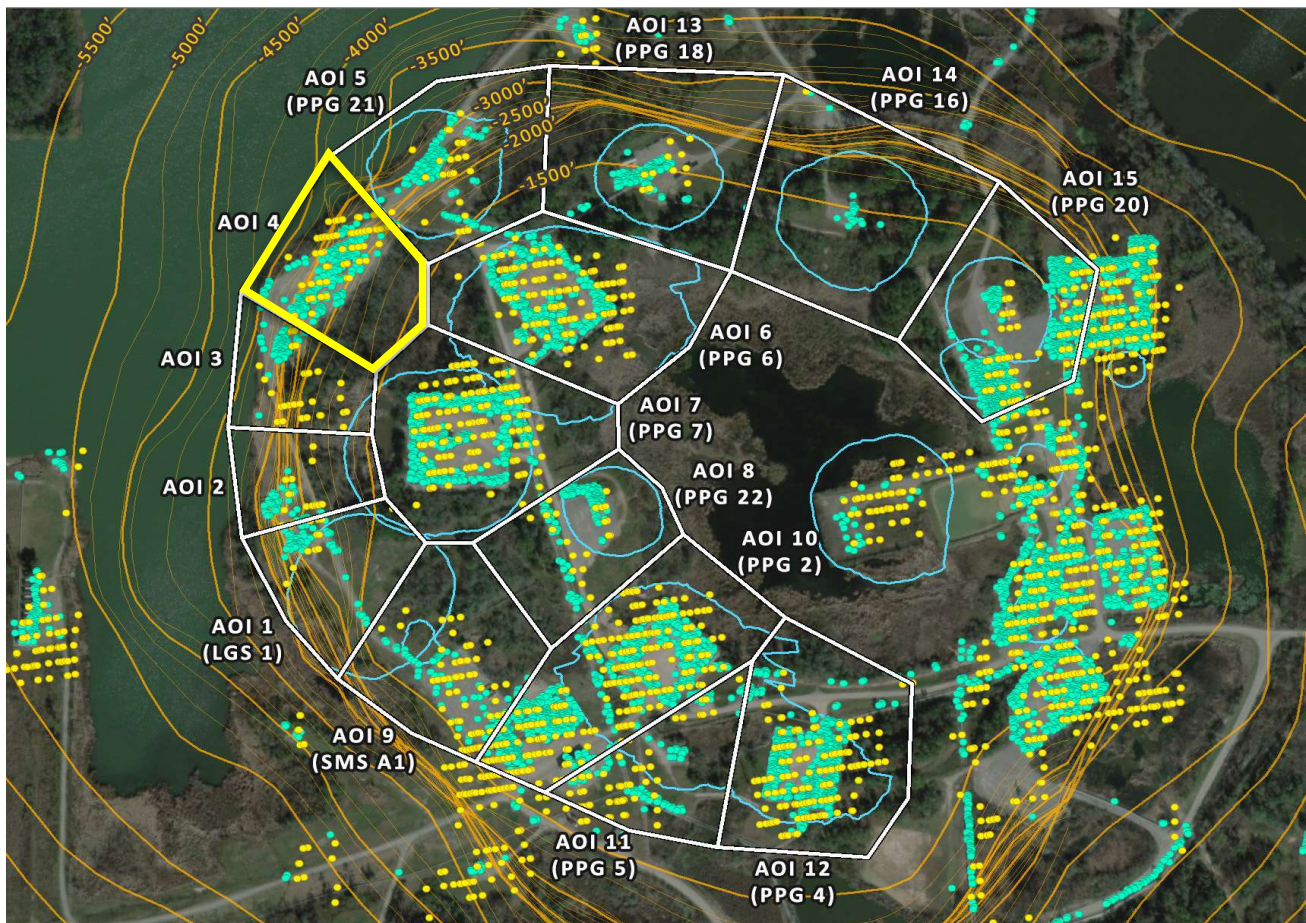 -5500'
-5000'
-4500'
-4000'
-3500'
-3000'
-2500'
-2000'
-1500'
AOI 13
(PPG 18)
AOI 5
(PPG 21)
AOI 14
(PPG 16)
AOI 15
(PPG 20)
AOI 4
AOI 3
AOI 6
(PPG 6)
AOI 7
(PPG 7)
AOI 2
AOI 8
(PPG 22)
AOI 10
(PPG 2)
AOI 1
(LGS 1)
AOI 9
(SMS A1)
AOI 11
(PPG 5)
AOI 12
(PPG 4)